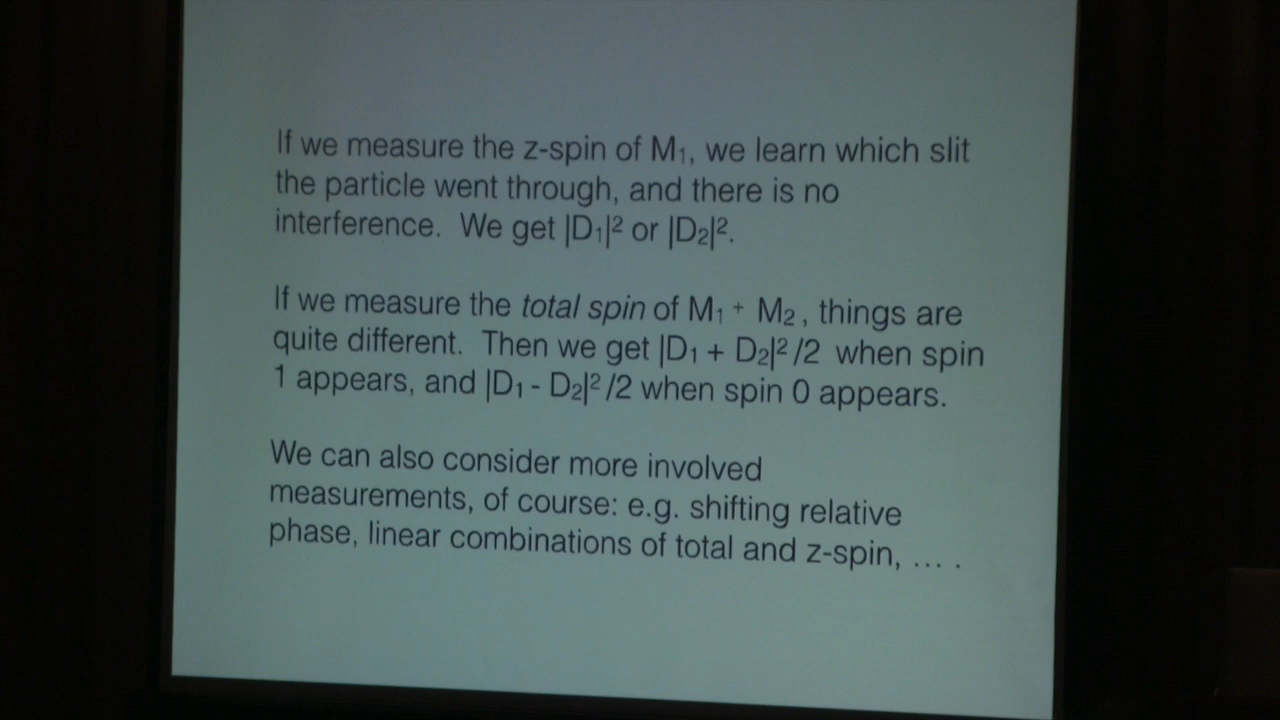 If we measure the z-spin of M₁, we learn which slit
the particle went through, and there is no
interference. We get |D₁|² or |D₂|².
If we measure the total spin of M₁ + M₂ , things are
quite different. Then we get |D₁ + D₂|² /2 when spin
1 appears, and |D₁ - D₂|² /2 when spin 0 appears.
We can also consider more involved
measurements, of course: e.g. shifting relative
phase, linear combinations of total and z-spin, ... .